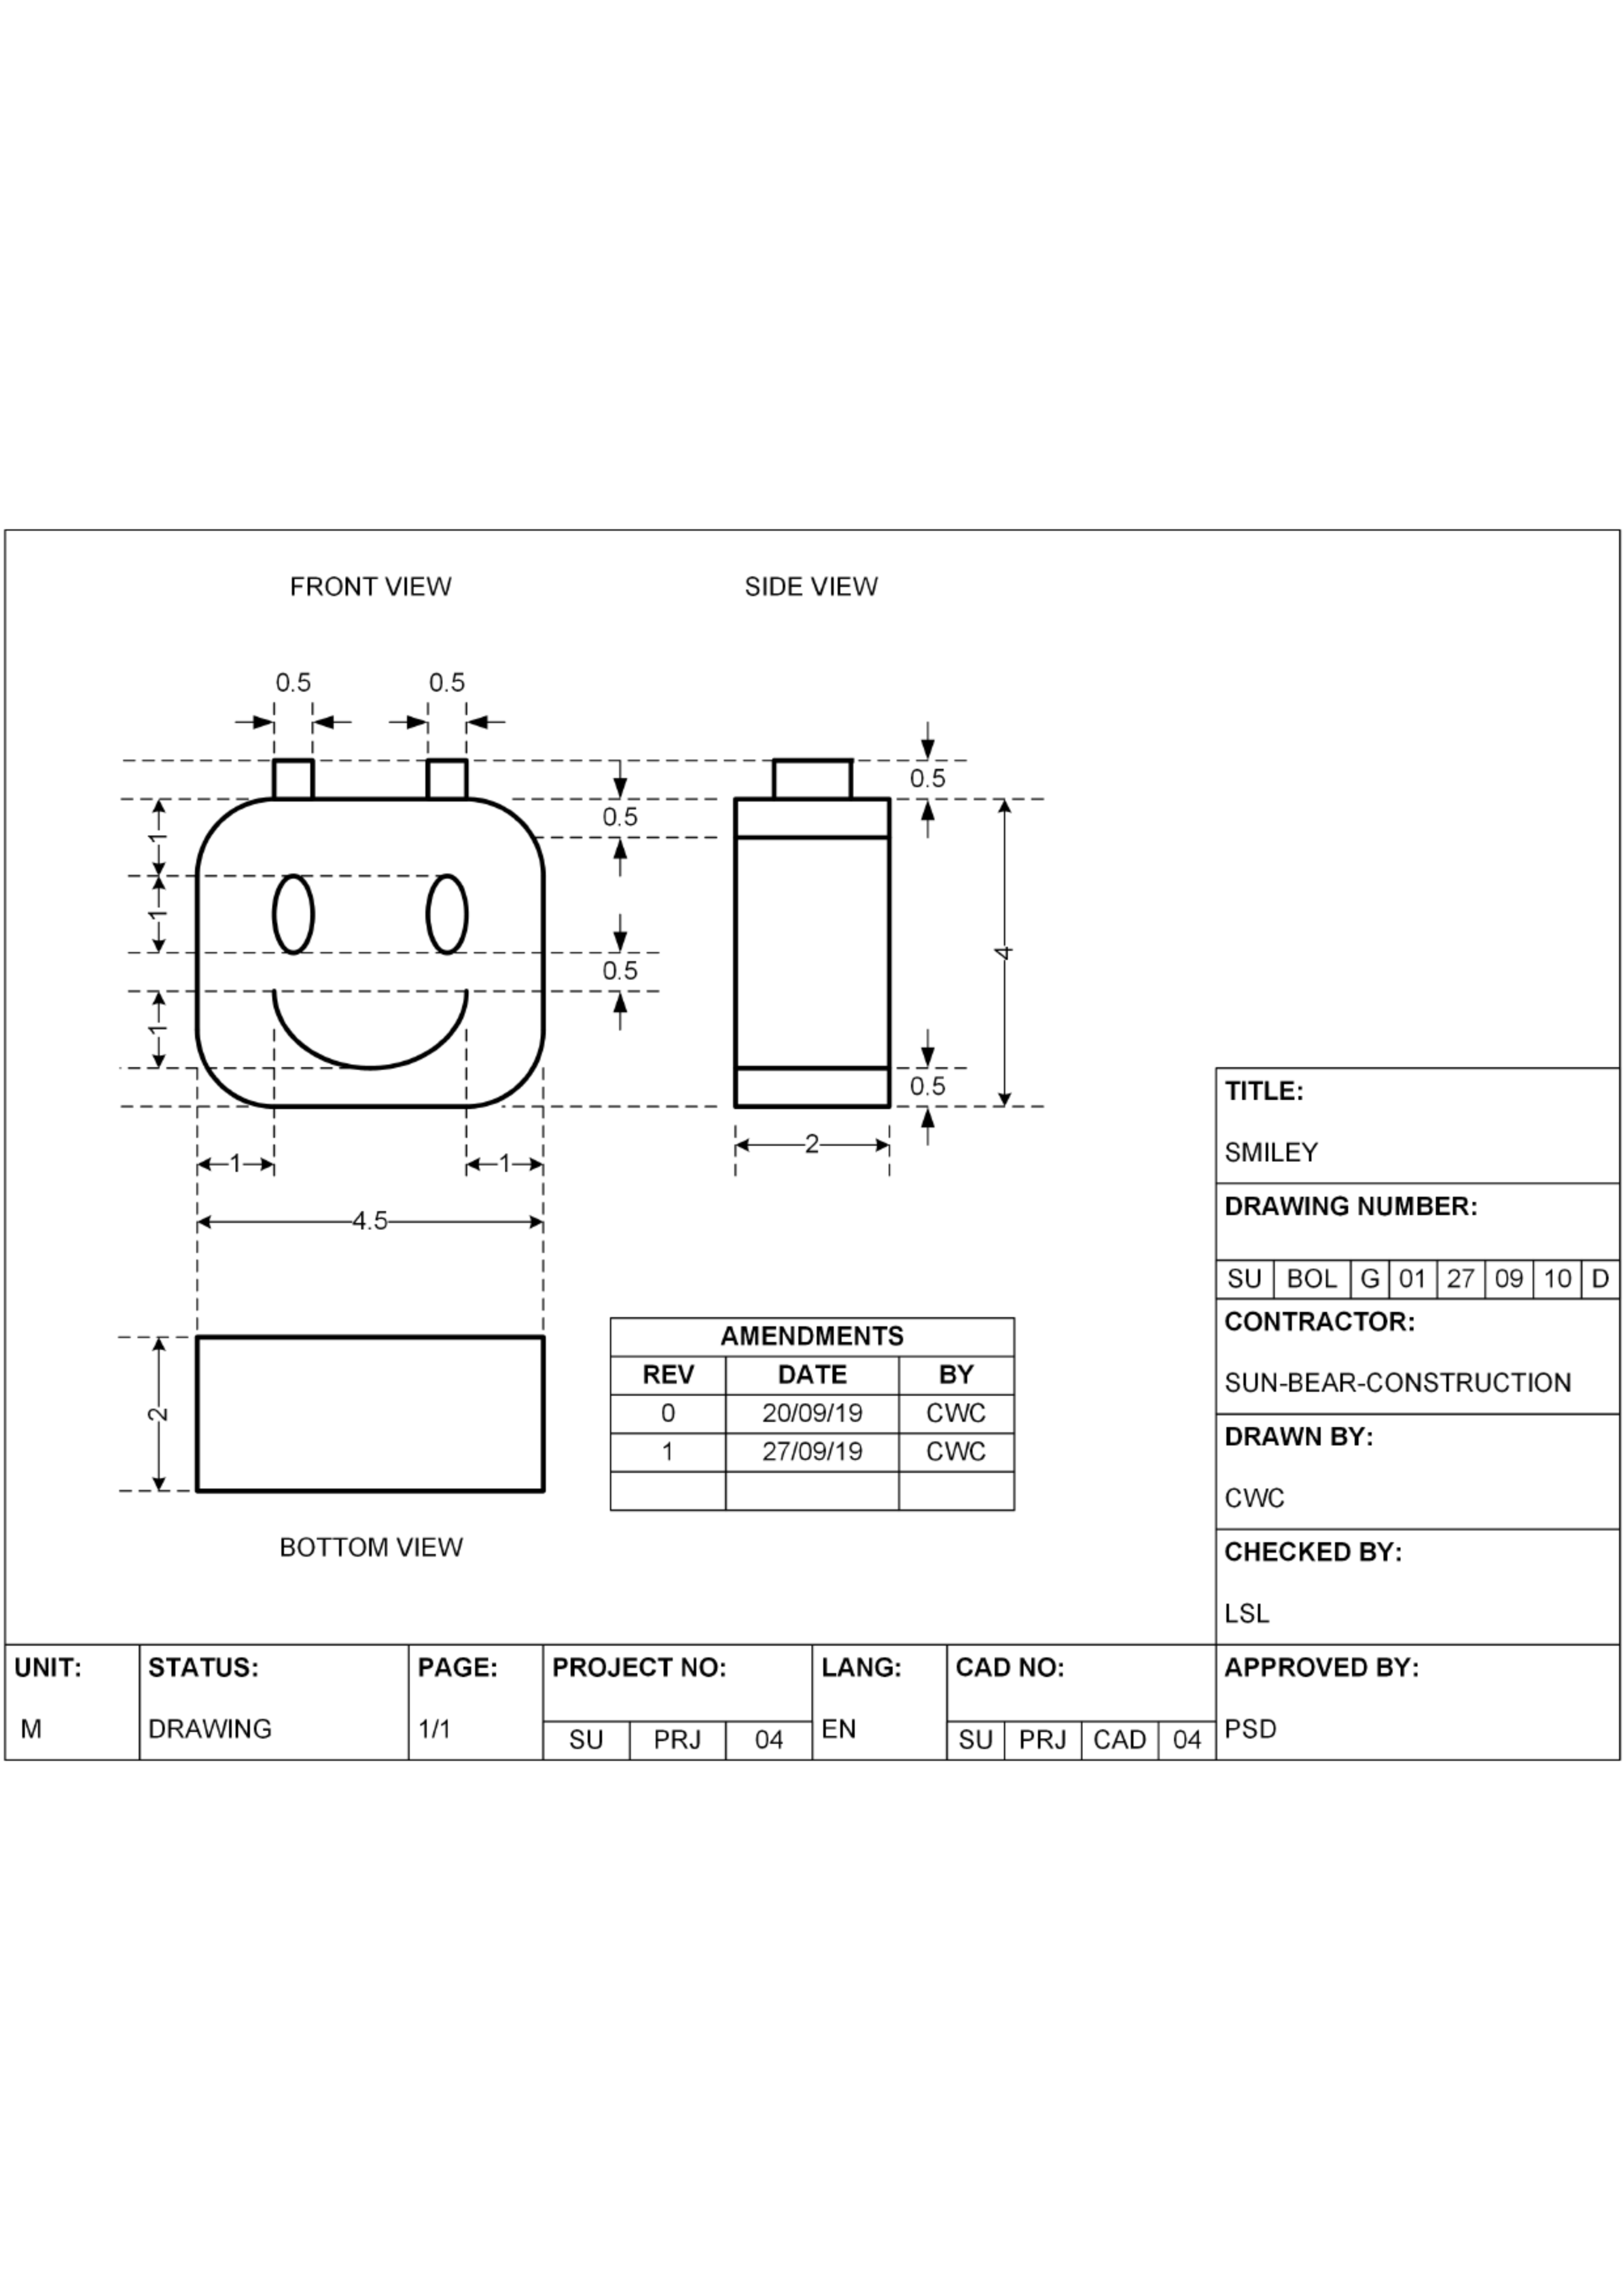 FRONT VIEW
SIDE VIEW
0.5 0.5
0.5
0.5
1
1
0.5
4
1
0.5
2
1 1
4.5
2
BOTTOM VIEW
AMENDMENTS
REV DATE BY
0 20/09/19 CWC
1 27/09/19 CWC
TITLE:
SMILEY
DRAWING NUMBER:
SU BOL G 01 27 09 10 D
CONTRACTOR:
SUN-BEAR-CONSTRUCTION
DRAWN BY:
CWC
CHECKED BY:
LSL
UNIT:
M
STATUS:
DRAWING
PAGE:
1/1
PROJECT NO:
SU PRJ 04
LANG:
EN
CAD NO:
SU PRJ CAD 04
APPROVED BY:
PSD